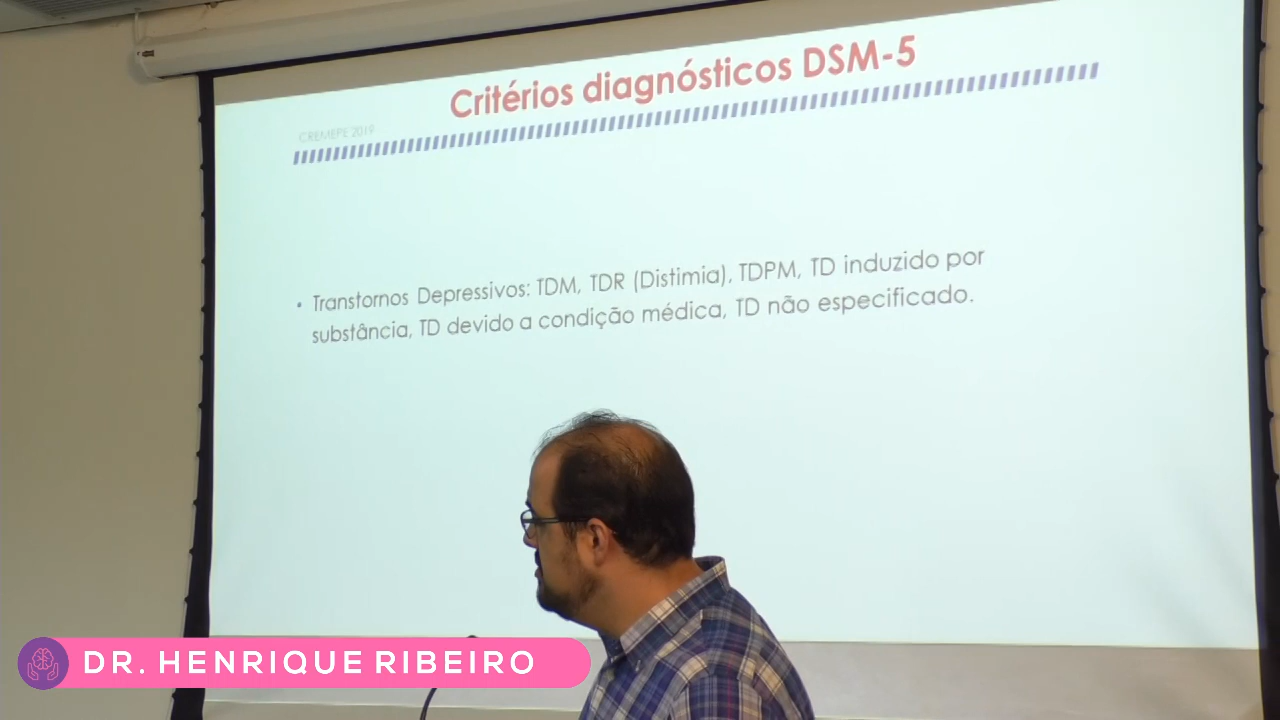 Critérios diagnósticos DSM-5
CREMEPE 2019
• Transtornos Depressivos: TDM, TDR (Distimia), TDPM, TD induzido por
substância, TD devido a condição médica, TD não especificado.
DR. HENRIQUE RIBEIRO